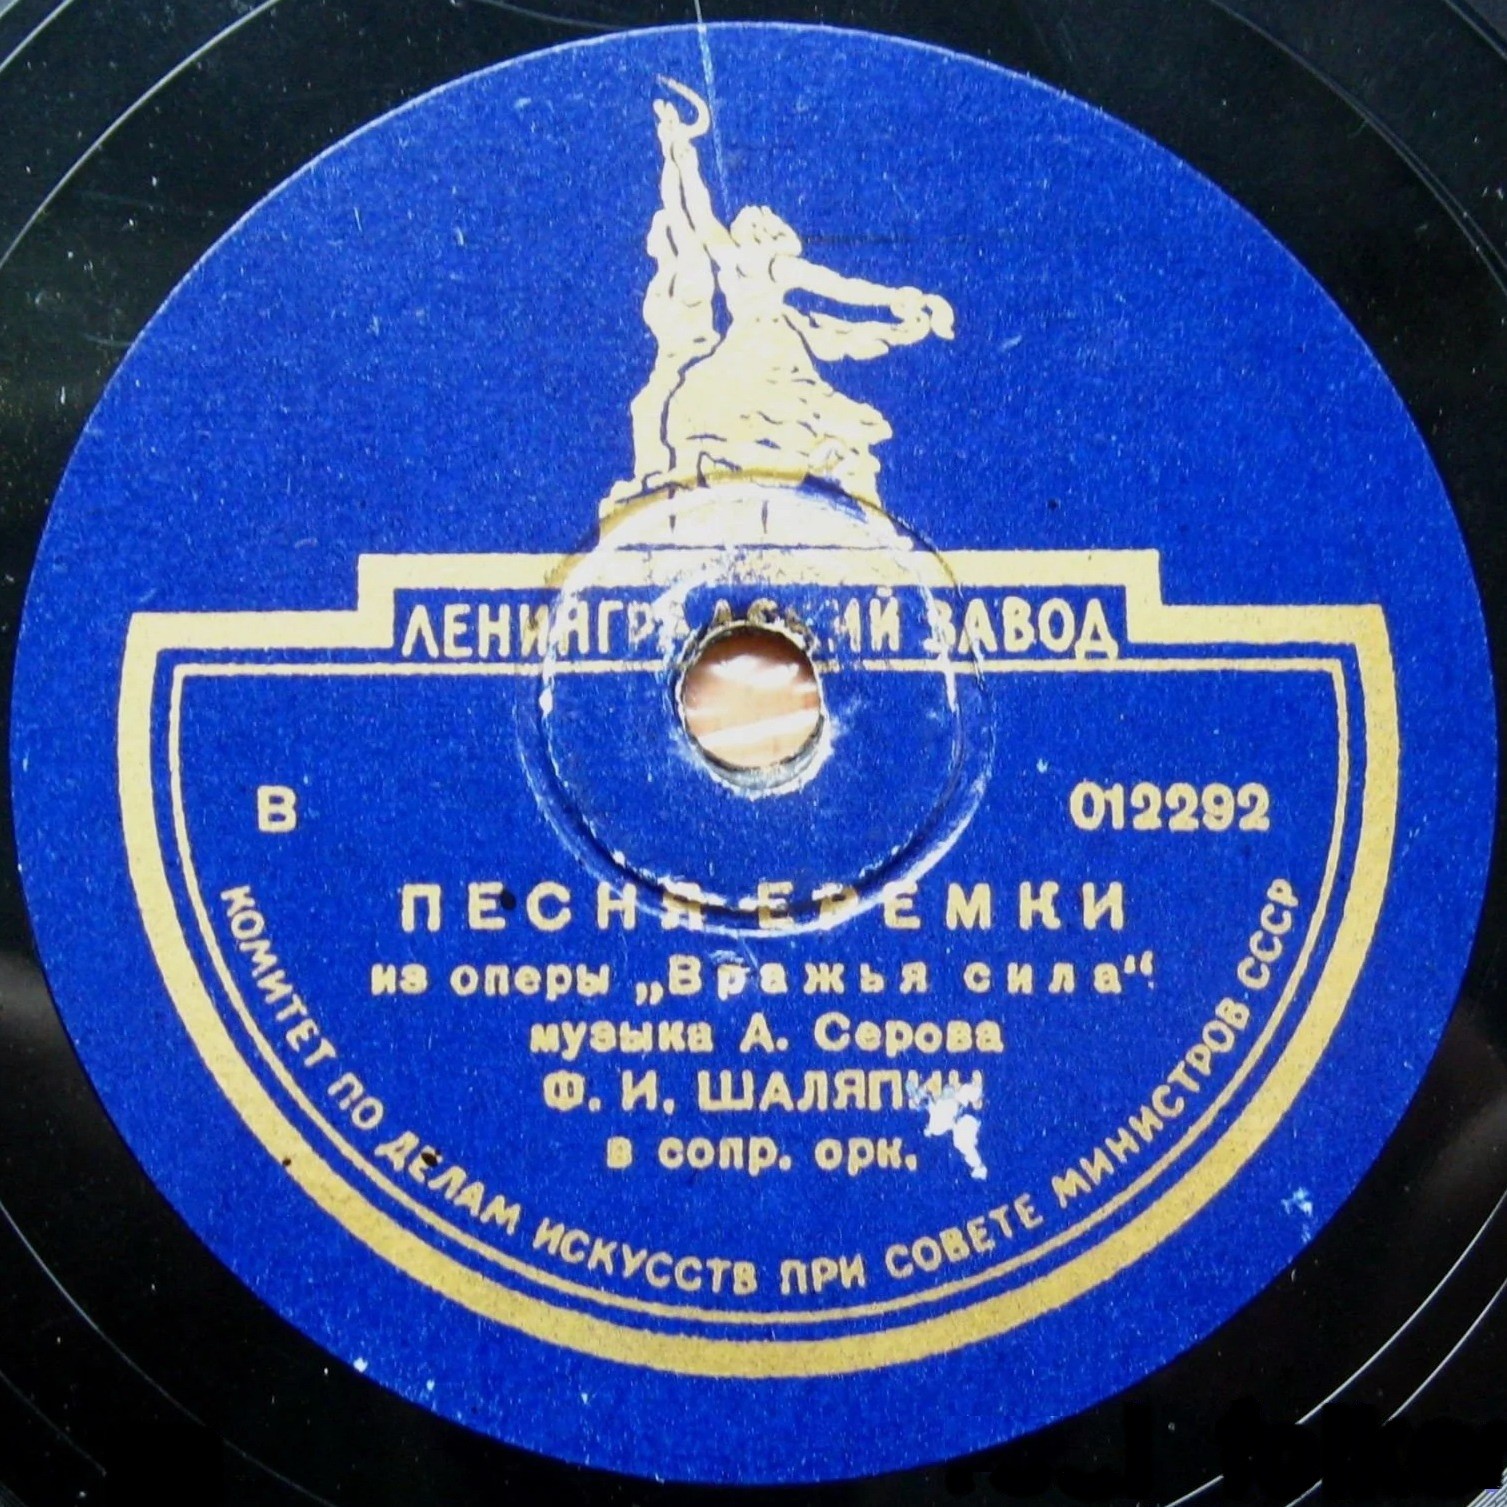 ЛЕНИНГРАДСКИЙ ЗАВОД
В 012292
ПЕСНЯ ЕРЕМКИ
из оперы „Вражья сила“
музыка А. Серова
Ф. И. ШАЛЯПИН
в сопр. орк.
КОМИТЕТ ПО ДЕЛАМ ИСКУССТВ ПРИ СОВЕТЕ МИНИСТРОВ СССР